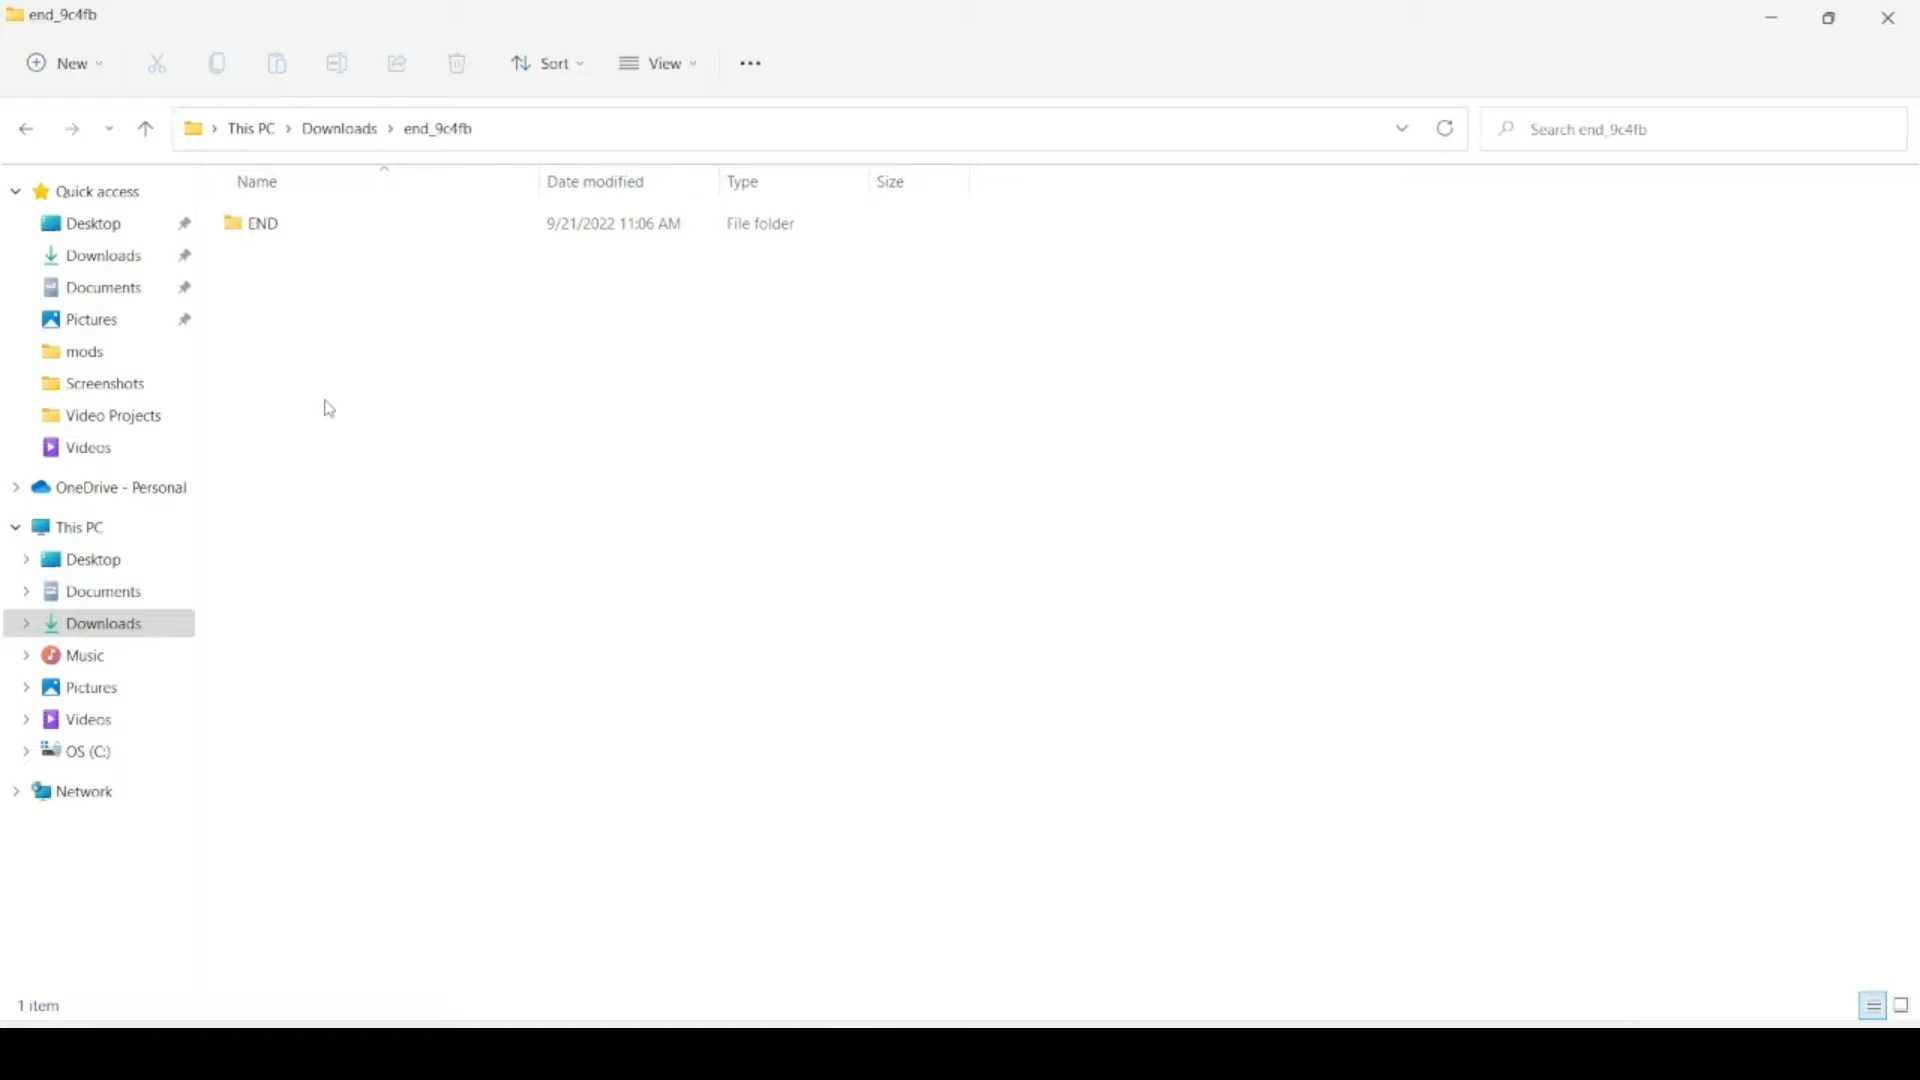 end_9c4fb
New Sort View
This PC Downloads end_9c4fb Search end_9c4fb
Name Date modified Type Size
END 9/21/2022 11:06 AM File folder
Quick access
Desktop
Downloads
Documents
Pictures
mods
Screenshots
Video Projects
Videos
OneDrive - Personal
This PC
Desktop
Documents
Downloads
Music
Pictures
Videos
OS (C:)
Network
1 item